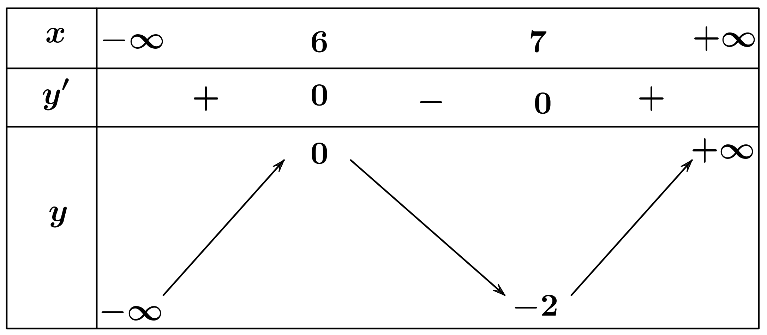 x −∞ 6 7 +∞
y′ + 0 − 0 +
0 +∞
y
−∞ −2